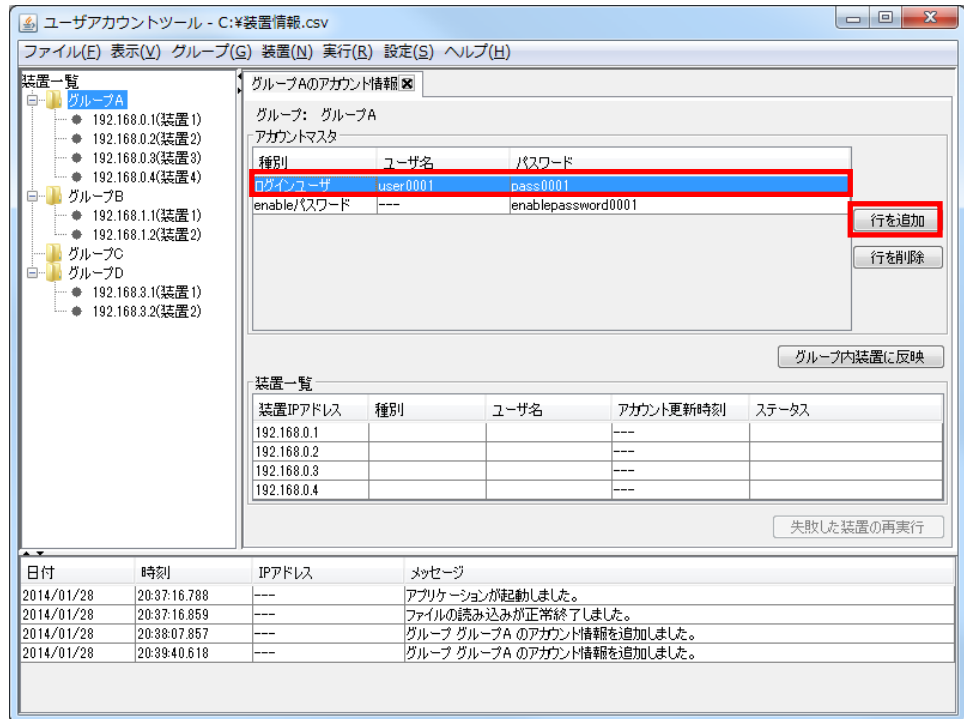 ユーザアカウントツール - C:¥装置情報.csv
ファイル(F) 表示(V) グループ(G) 装置(N) 実行(R) 設定(S) ヘルプ(H)
装置一覧
グループA
192.168.0.1(装置1)
192.168.0.2(装置2)
192.168.0.3(装置3)
192.168.0.4(装置4)
グループB
192.168.1.1(装置1)
192.168.1.2(装置2)
グループC
グループD
192.168.3.1(装置1)
192.168.3.2(装置2)
グループAのアカウント情報
グループ: グループA
アカウントマスタ
種別 ユーザ名 パスワード
ログインユーザ user0001 pass0001
enableパスワード --- enablepassword0001
行を追加
行を削除
グループ内装置に反映
装置一覧
装置IPアドレス 種別 ユーザ名 アカウント更新時刻 ステータス
192.168.0.1 ---
192.168.0.2 ---
192.168.0.3 ---
192.168.0.4 ---
失敗した装置の再実行
日付 時刻 IPアドレス メッセージ
2014/01/28 20:37:16.788 --- アプリケーションが起動しました。
2014/01/28 20:37:16.859 --- ファイルの読み込みが正常終了しました。
2014/01/28 20:38:07.857 --- グループ グループA のアカウント情報を追加しました。
2014/01/28 20:39:40.618 --- グループ グループA のアカウント情報を追加しました。